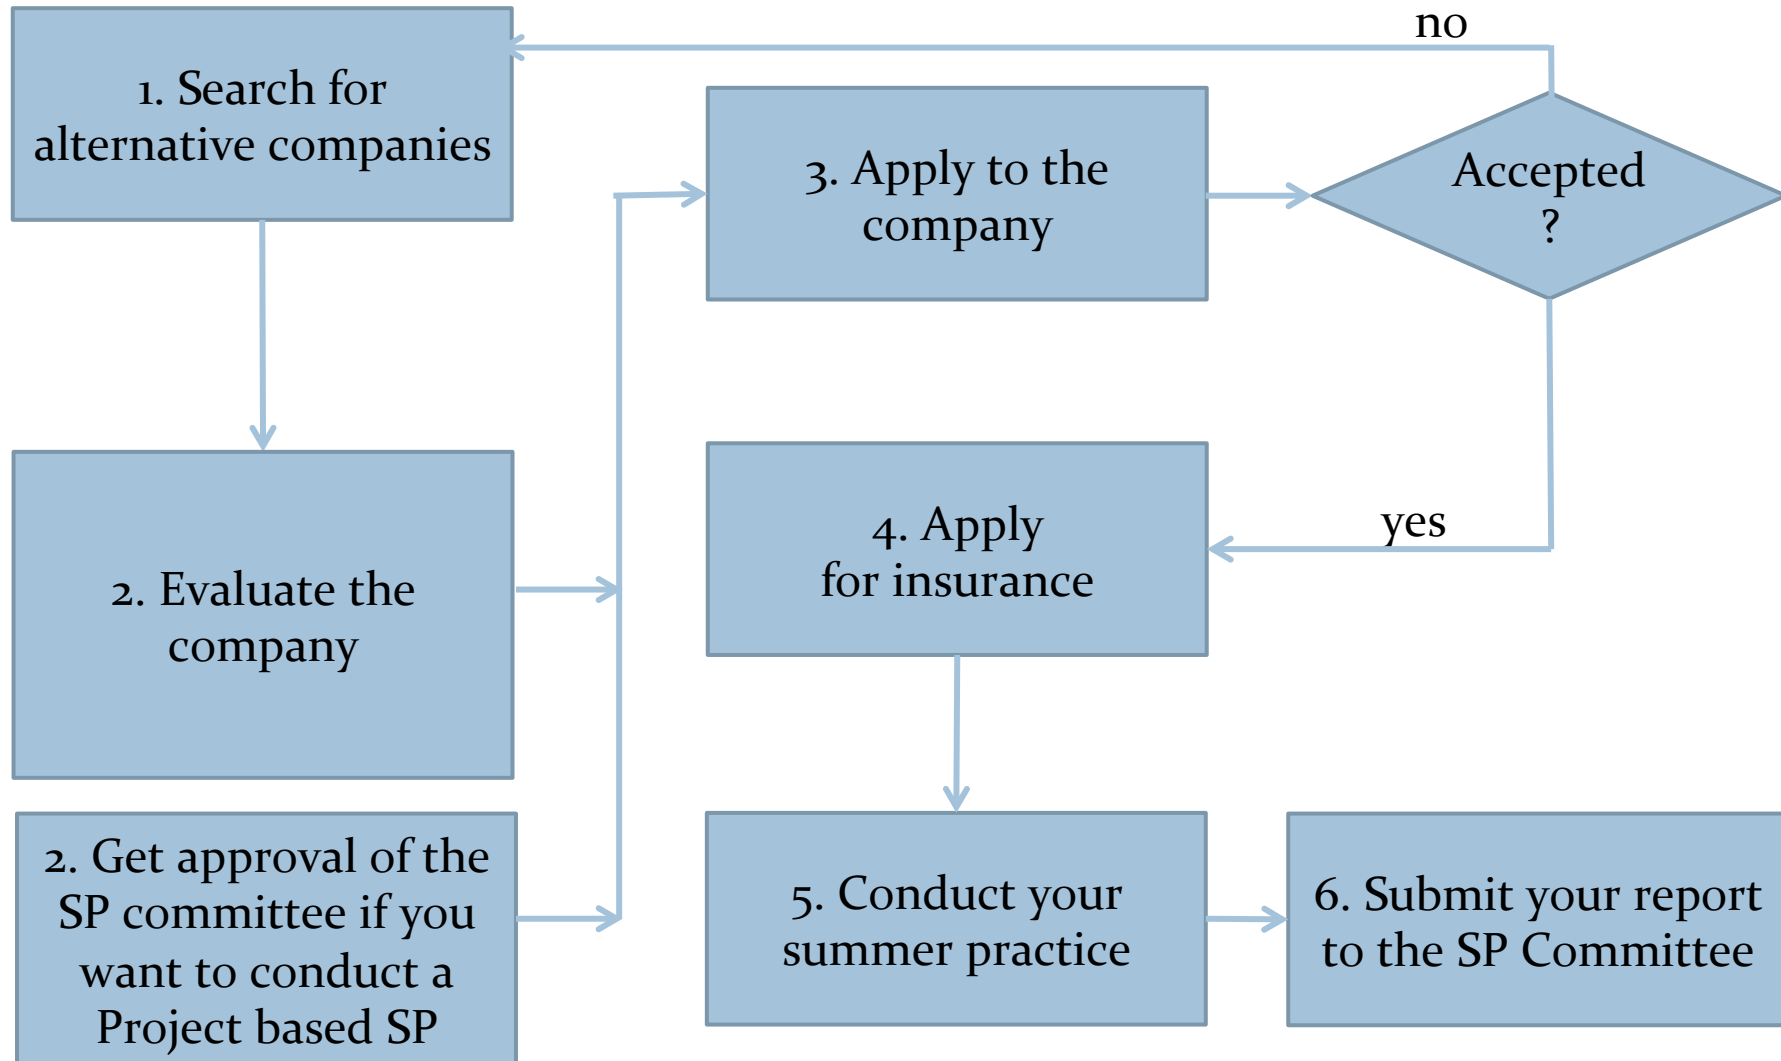 1. Search for
alternative companies
2. Evaluate the
company
2. Get approval of the
SP committee if you
want to conduct a
Project based SP
3. Apply to the
company
Accepted
?
no
yes
4. Apply
for insurance
5. Conduct your
summer practice
6. Submit your report
to the SP Committee